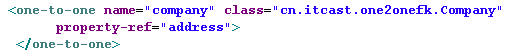 <one-to-one name="company" class="cn.itcast.one2onefk.Company"
property-ref="address">
</one-to-one>